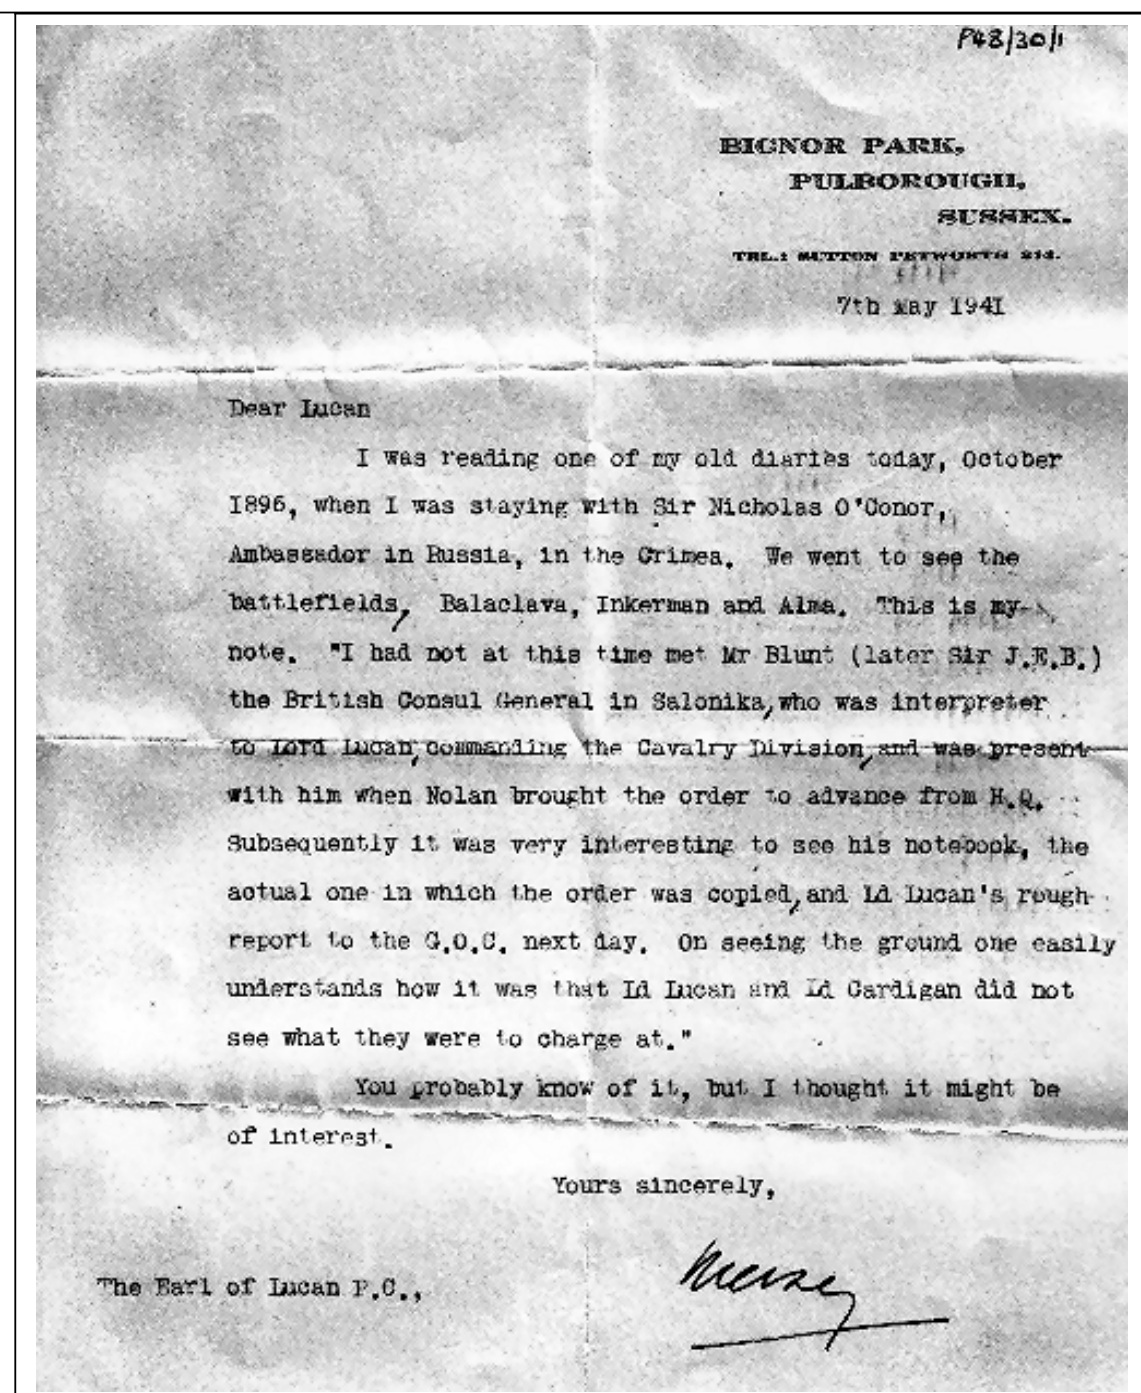 P48/30/1
BIGNOR PARK,
PULBOROUGH,
SUSSEX.
TEL.: SUTTON PETWORTH
7th May 1941
Dear Lucan
I was reading one of my old diaries today, October
1896, when I was staying with Sir Nicholas O'Conor,
Ambassador in Russia, in the Crimea. We went to see the
battlefields, Balaclava, Inkerman and Alma. This is my
note. "I had not at this time met Mr Blunt (later Sir J.E.B.)
the British Consul General in Salonika, who was interpreter
to Lord Lucan, commanding the Cavalry Division, and was present
with him when Nolan brought the order to advance from H.Q.
Subsequently it was very interesting to see his notebook, the
actual one in which the order was copied, and Ld Lucan's rough
report to the G.O.C. next day. On seeing the ground one easily
understands how it was that Ld Lucan and Ld Cardigan did not
see what they were to charge at."
You probably know of it, but I thought it might be
of interest.
Yours sincerely,
Mersey
The Earl of Lucan P.C.,